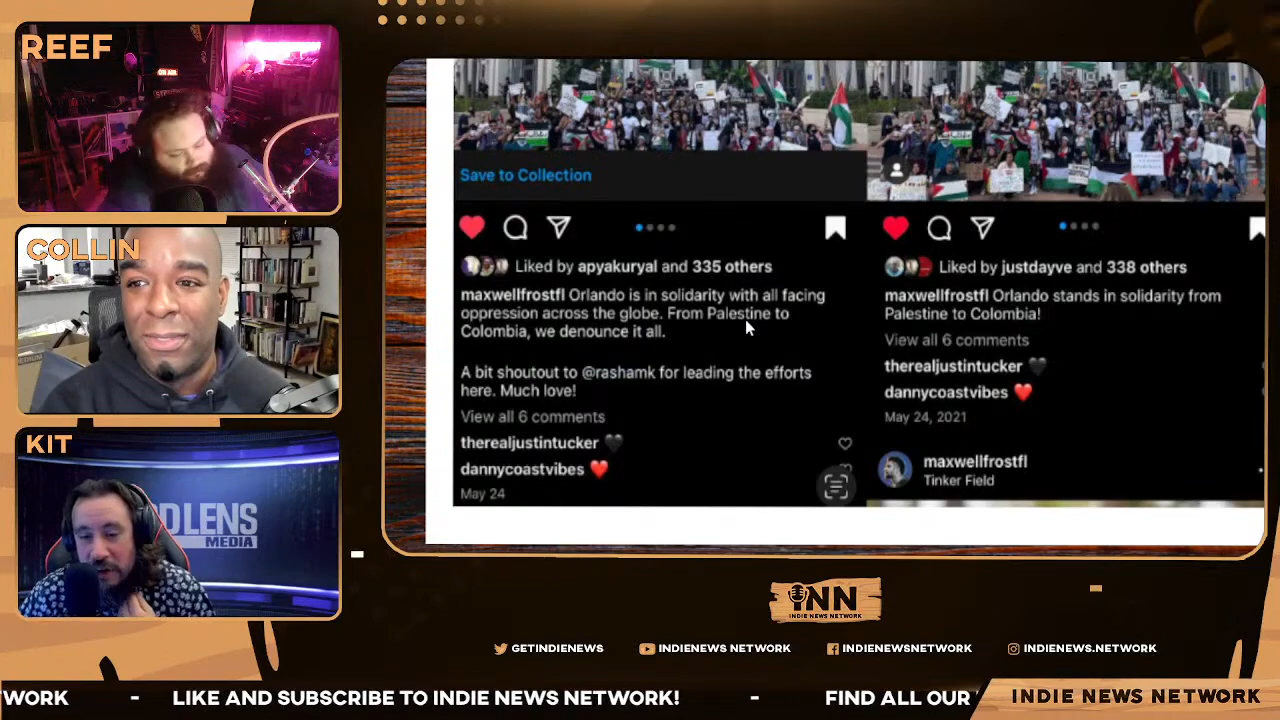 REEF
ON AIR
COLLIN
KIT
DLENS
MEDIA
Save to Collection
Liked by apyakuryal and 335 others
maxwellfrostfl Orlando is in solidarity with all facing
oppression across the globe. From Palestine to
Colombia, we denounce it all.
A bit shoutout to @rashamk for leading the efforts
here. Much love!
View all 6 comments
therealjustintucker 🖤
dannycoastvibes ❤️
May 24
Liked by justdayve and 338 others
maxwellfrostfl Orlando stands in solidarity from
Palestine to Colombia!
View all 6 comments
therealjustintucker 🖤
dannycoastvibes ❤️
May 24, 2021
maxwellfrostfl
Tinker Field
INN
INDIE NEWS NETWORK
GETINDIENEWS
INDIENEWS NETWORK
INDIENEWSNETWORK
INDIENEWS.NETWORK
TWORK - LIKE AND SUBSCRIBE TO INDIE NEWS NETWORK! - FIND ALL OUR
INDIE NEWS NETWORK